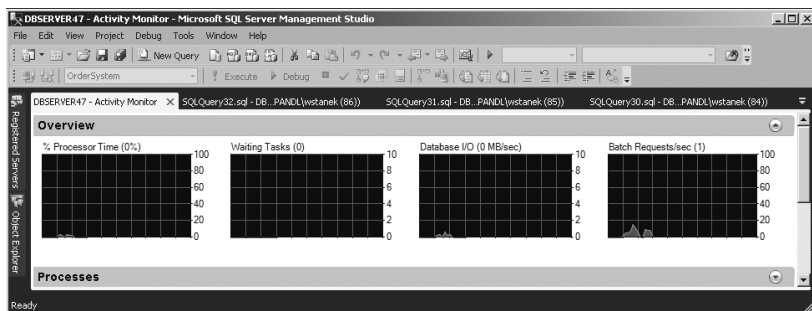 DBSERVER47 - Activity Monitor - Microsoft SQL Server Management Studio
File Edit View Project Debug Tools Window Help
New Query
OrderSystem Execute Debug
DBSERVER47 - Activity Monitor SQLQuery32.sql - DB...PANDL\wstanek (86)) SQLQuery31.sql - DB...PANDL\wstanek (85)) SQLQuery30.sql - DB...PANDL\wstanek (84))
Registered Servers
Object Explorer
Overview
% Processor Time (0%) Waiting Tasks (0) Database I/O (0 MB/sec) Batch Requests/sec (1)
100 10 10 100
80 8 8 80
60 6 6 60
40 4 4 40
20 2 2 20
0 0 0 0
Processes
Ready